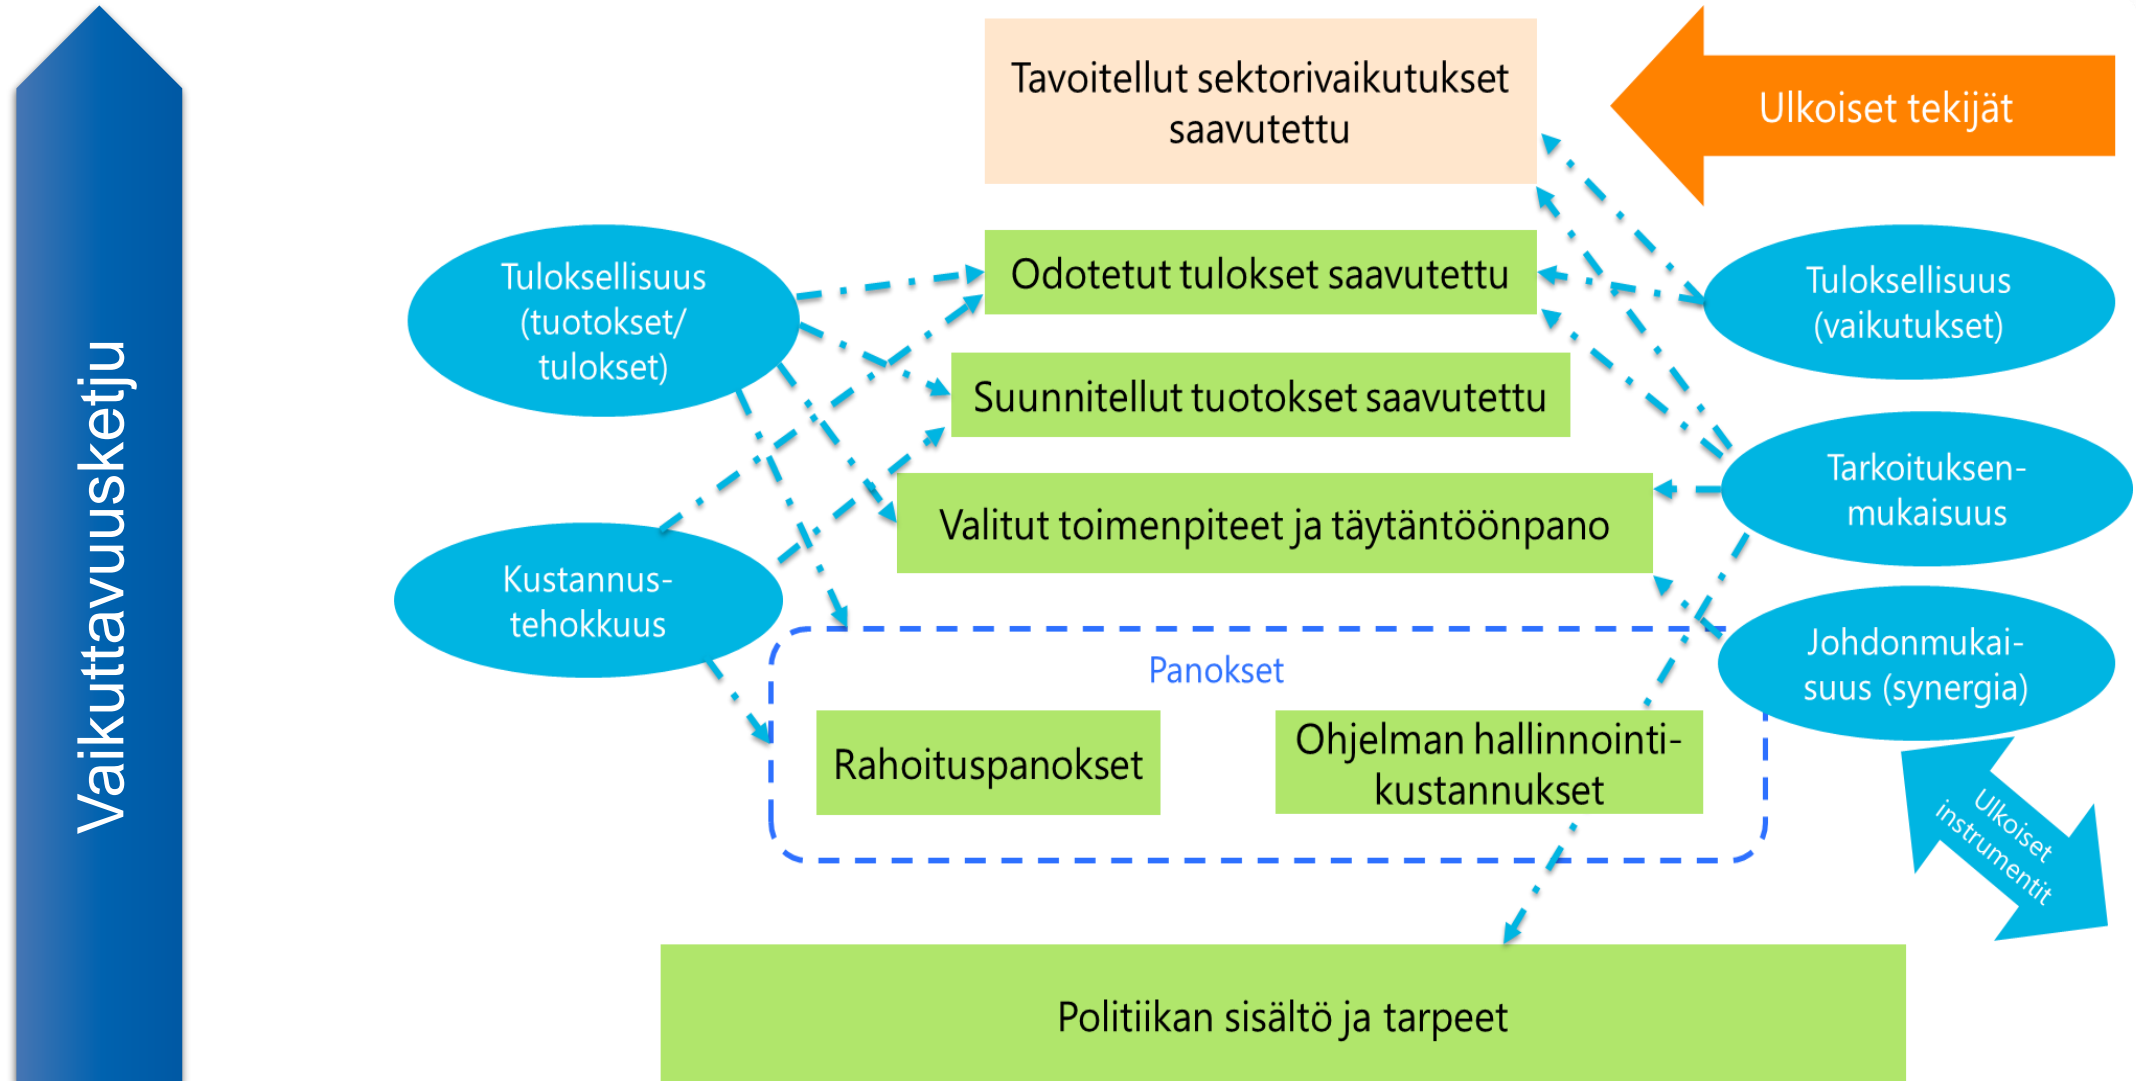 Vaikuttavuusketju
Tavoitellut sektorivaikutukset
saavutettu
Ulkoiset tekijät
Tuloksellisuus
(tuotokset/
tulokset)
Odotetut tulokset saavutettu
Tuloksellisuus
(vaikutukset)
Suunnitellut tuotokset saavutettu
Tarkoituksen-
mukaisuus
Valitut toimenpiteet ja täytäntöönpano
Kustannus-
tehokkuus
Johdonmukai-
suus (synergia)
Panokset
Rahoituspanokset
Ohjelman hallinnointi-
kustannukset
Ulkoiset
instrumentit
Politiikan sisältö ja tarpeet